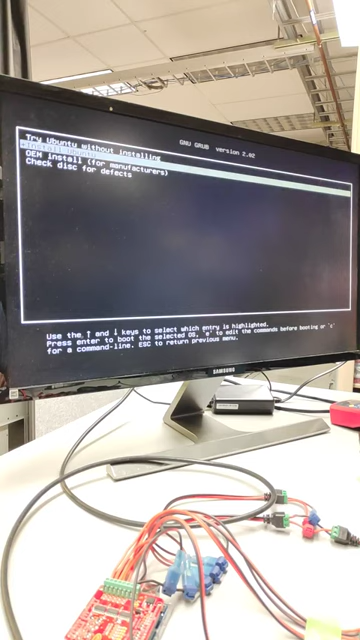 GNU GRUB version 2.02
Try Ubuntu without installing
*Install Ubuntu
OEM install (for manufacturers)
Check disc for defects
Use the ↑ and ↓ keys to select which entry is highlighted.
Press enter to boot the selected OS, `e' to edit the commands before booting or `c'
for a command-line. ESC to return previous menu.
SAMSUNG